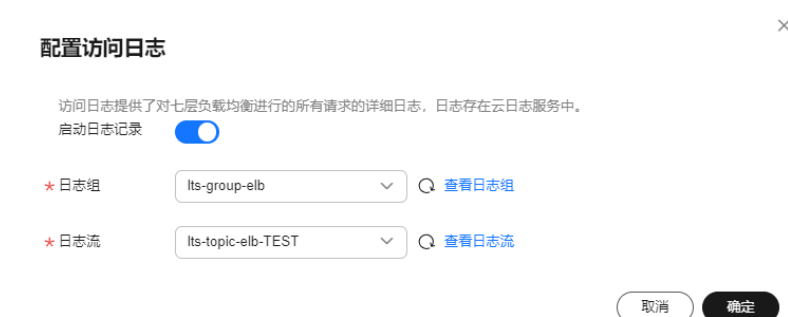 配置访问日志
访问日志提供了对七层负载均衡进行的所有请求的详细日志，日志存在云日志服务中。
启动日志记录
* 日志组 lts-group-elb 查看日志组
* 日志流 lts-topic-elb-TEST 查看日志流
取消 确定